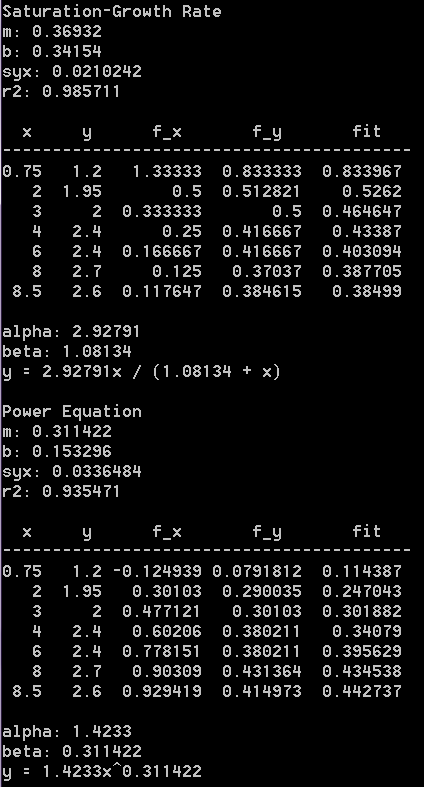 Saturation-Growth Rate
m: 0.36932
b: 0.34154
syx: 0.0210242
r2: 0.985711
x y f_x f_y fit
-----------------------------------------
0.75 1.2 1.33333 0.833333 0.833967
2 1.95 0.5 0.512821 0.5262
3 2 0.333333 0.5 0.464647
4 2.4 0.25 0.416667 0.43387
6 2.4 0.166667 0.416667 0.403094
8 2.7 0.125 0.37037 0.387705
8.5 2.6 0.117647 0.384615 0.38499
alpha: 2.92791
beta: 1.08134
y = 2.92791x / (1.08134 + x)
Power Equation
m: 0.311422
b: 0.153296
syx: 0.0336484
r2: 0.935471
x y f_x f_y fit
-----------------------------------------
0.75 1.2 -0.124939 0.0791812 0.114387
2 1.95 0.30103 0.290035 0.247043
3 2 0.477121 0.30103 0.301882
4 2.4 0.60206 0.380211 0.34079
6 2.4 0.778151 0.380211 0.395629
8 2.7 0.90309 0.431364 0.434538
8.5 2.6 0.929419 0.414973 0.442737
alpha: 1.4233
beta: 0.311422
y = 1.4233x^0.311422